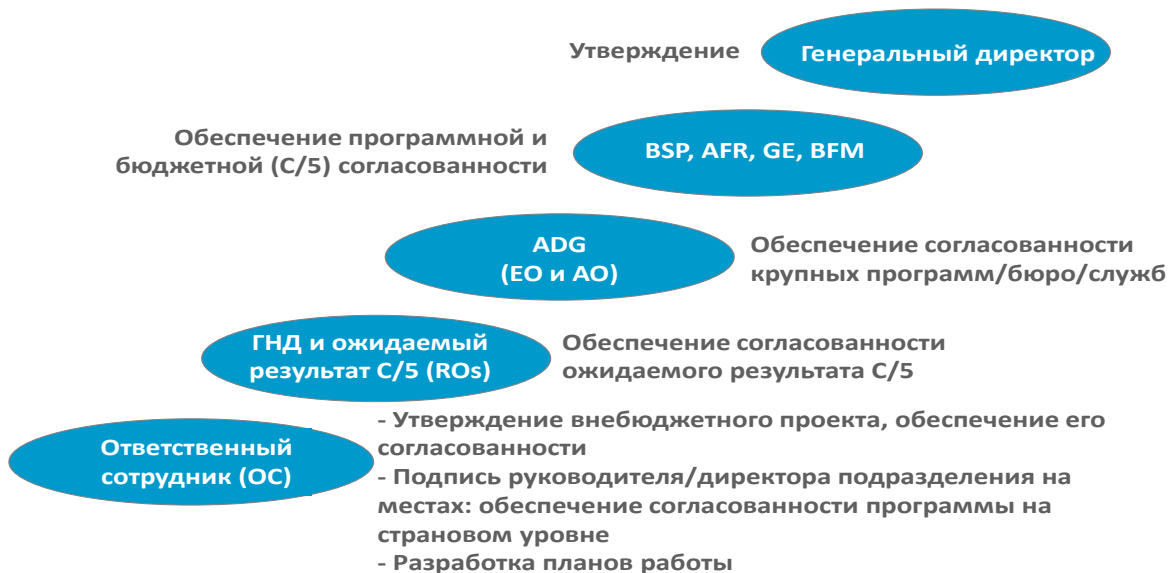 Утверждение
Генеральный директор
Обеспечение программной и
бюджетной (С/5) согласованности
BSP, AFR, GE, BFM
ADG
(ЕО и АО)
Обеспечение согласованности
крупных программ/бюро/служб
ГНД и ожидаемый
результат С/5 (ROs)
Обеспечение согласованности
ожидаемого результата С/5
Ответственный
сотрудник (ОС)
- Утверждение внебюджетного проекта, обеспечение его
согласованности
- Подпись руководителя/директора подразделения на
местах: обеспечение согласованности программы на
страновом уровне
- Разработка планов работы